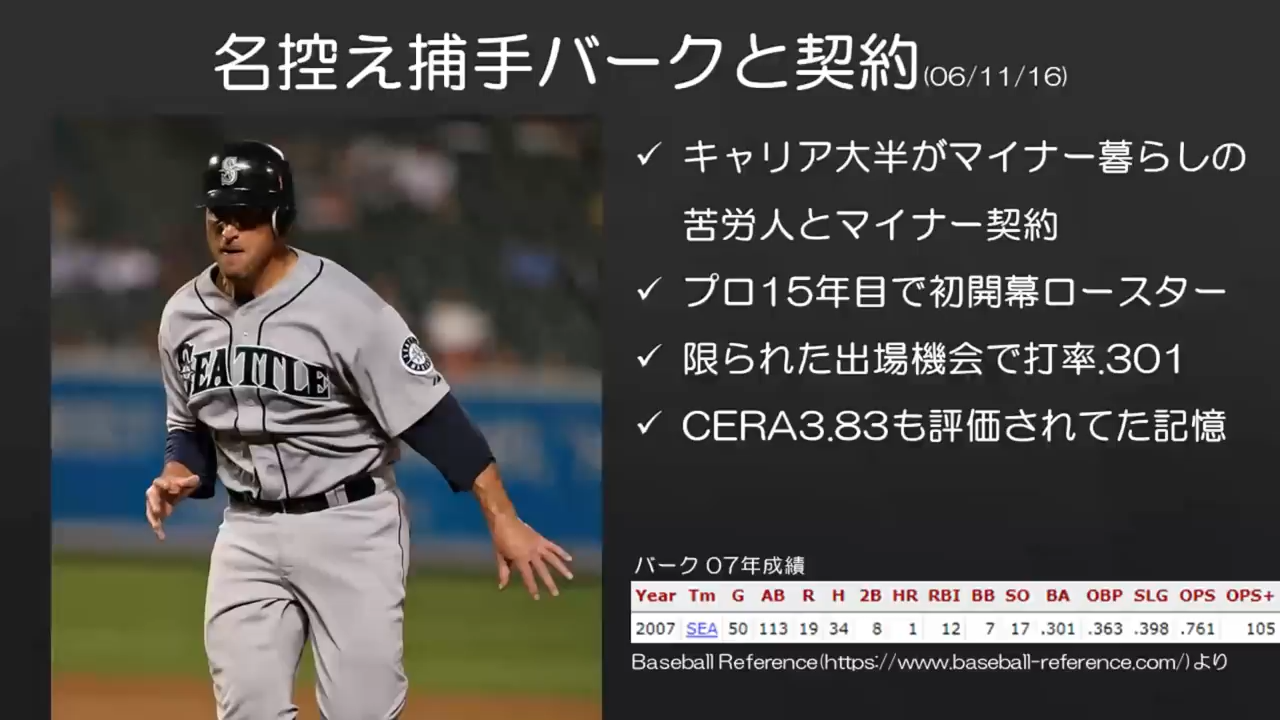 名控え捕手バークと契約(06/11/16)
✓ キャリア大半がマイナー暮らしの
苦労人とマイナー契約
✓ プロ15年目で初開幕ロースター
✓ 限られた出場機会で打率.301
✓ CERA3.83も評価されてた記憶
SEATTLE
バーク 07年成績
Year Tm G AB R H 2B HR RBI BB SO BA OBP SLG OPS OPS+
2007 SEA 50 113 19 34 8 1 12 7 17 .301 .363 .398 .761 105
Baseball Reference(https://www.baseball-reference.com/)より